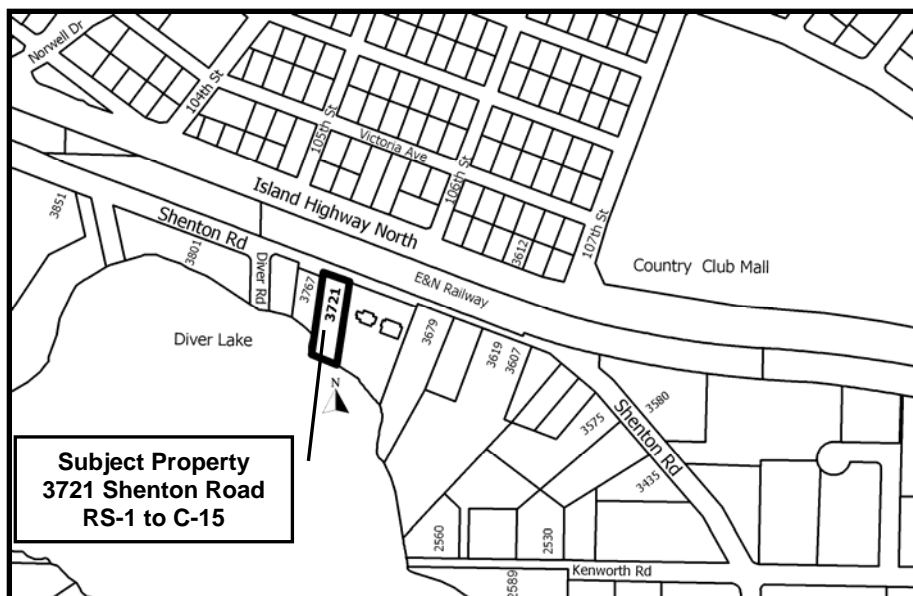 Norwell Dr
104th St
105th St
Victoria Ave
106th St
107th St
3612
Island Highway North
Country Club Mall
E&N Railway
3851
Shenton Rd
3801
Diver Rd
3767
3721
3679
3619
3607
Diver Lake
N
3580
Shenton Rd
3575
3435
Subject Property
3721 Shenton Road
RS-1 to C-15
2560
2530
2589
Kenworth Rd